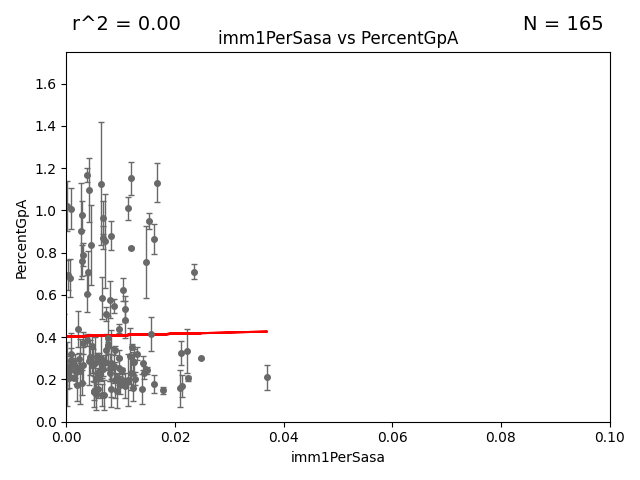 r^2 = 0.00
N = 165
imm1PerSasa vs PercentGpA
PercentGpA
1.6
1.4
1.2
1.0
0.8
0.6
0.4
0.2
0.0
0.00 0.02 0.04 0.06 0.08 0.10
imm1PerSasa